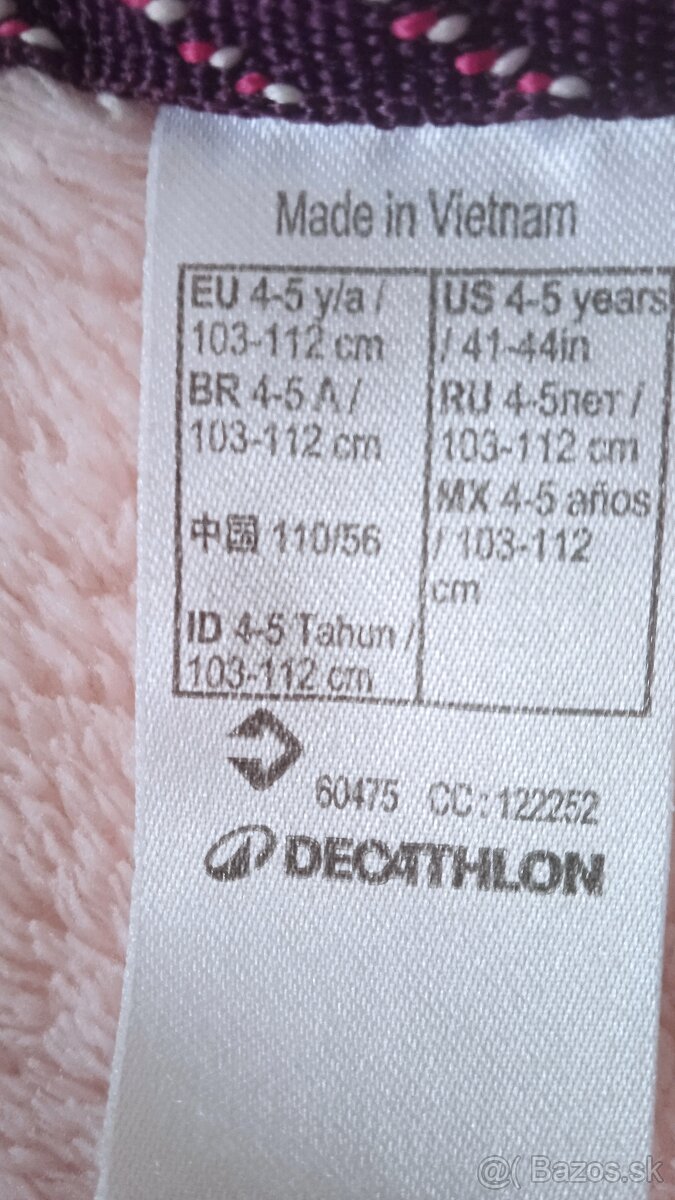 Made in Vietnam
EU 4-5 y/a /
103-112 cm
BR 4-5 A /
103-112 cm
中国 110/56
ID 4-5 Tahun /
103-112 cm
US 4-5 years
/ 41-44in
RU 4-5лет /
103-112 cm
MX 4-5 años
/ 103-112
cm
60475 CC:122252
DECATHLON
@( Bazos.sk